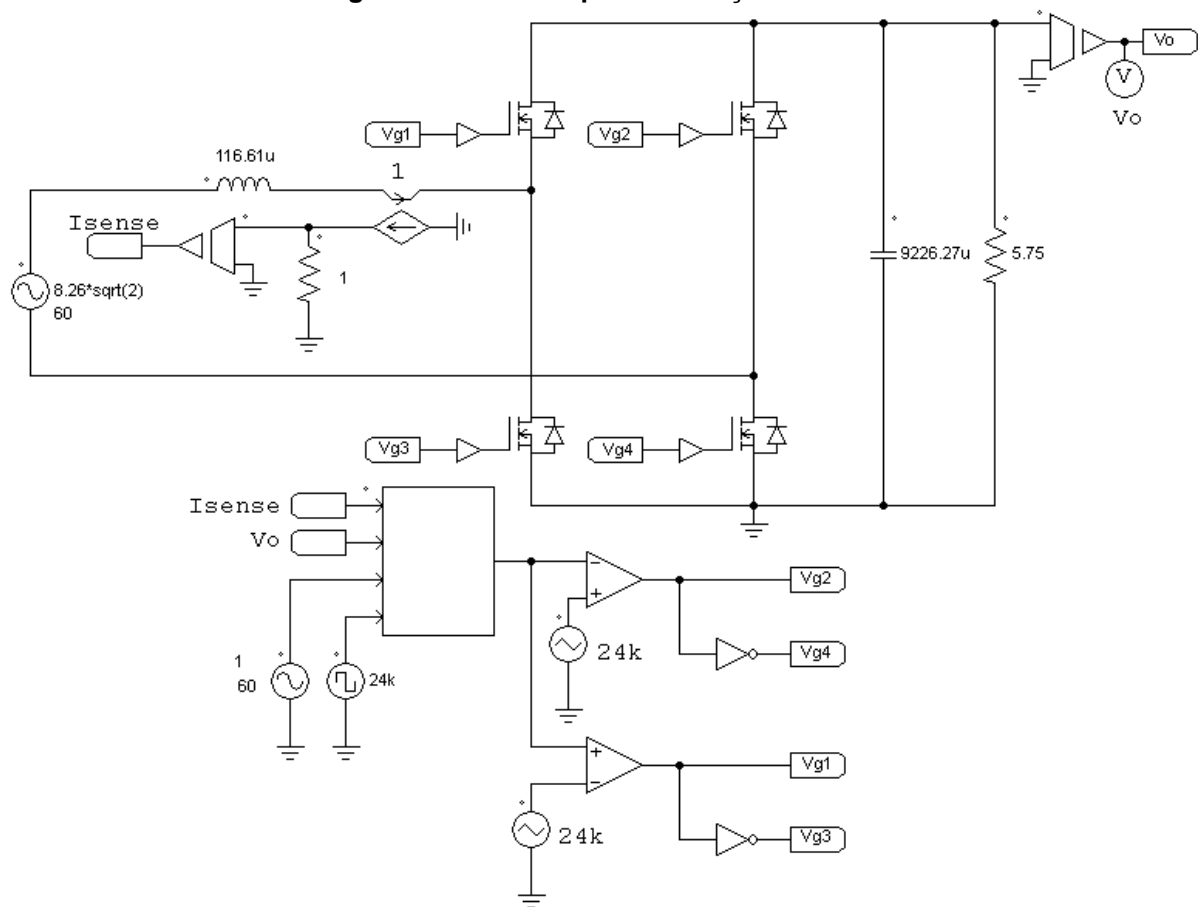 Vo
V
Vo
Vg1
Vg2
116.61u
1
Isense
1
8.26*sqrt(2)
60
9226.27u
5.75
Vg3
Vg4
Isense
Vo
Vg2
24k
Vg4
1
60
24k
Vg1
24k
Vg3